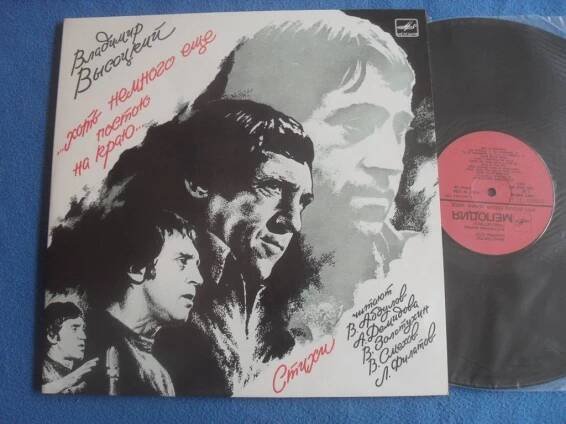 Владимир
Высоцкий
...хоть немного еще
постою
на краю...
Стихи
читают
В. Абдулов
А. Демидова
В. Золотухин
В. Смехов
Л. Филатов
МЕЛОДИЯ